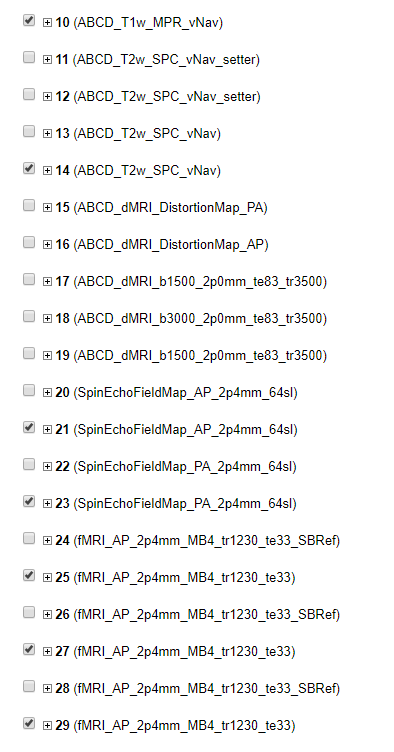 10 (ABCD_T1w_MPR_vNav)
11 (ABCD_T2w_SPC_vNav_setter)
12 (ABCD_T2w_SPC_vNav_setter)
13 (ABCD_T2w_SPC_vNav)
14 (ABCD_T2w_SPC_vNav)
15 (ABCD_dMRI_DistortionMap_PA)
16 (ABCD_dMRI_DistortionMap_AP)
17 (ABCD_dMRI_b1500_2p0mm_te83_tr3500)
18 (ABCD_dMRI_b3000_2p0mm_te83_tr3500)
19 (ABCD_dMRI_b1500_2p0mm_te83_tr3500)
20 (SpinEchoFieldMap_AP_2p4mm_64sl)
21 (SpinEchoFieldMap_AP_2p4mm_64sl)
22 (SpinEchoFieldMap_PA_2p4mm_64sl)
23 (SpinEchoFieldMap_PA_2p4mm_64sl)
24 (fMRI_AP_2p4mm_MB4_tr1230_te33_SBRef)
25 (fMRI_AP_2p4mm_MB4_tr1230_te33)
26 (fMRI_AP_2p4mm_MB4_tr1230_te33_SBRef)
27 (fMRI_AP_2p4mm_MB4_tr1230_te33)
28 (fMRI_AP_2p4mm_MB4_tr1230_te33_SBRef)
29 (fMRI_AP_2p4mm_MB4_tr1230_te33)